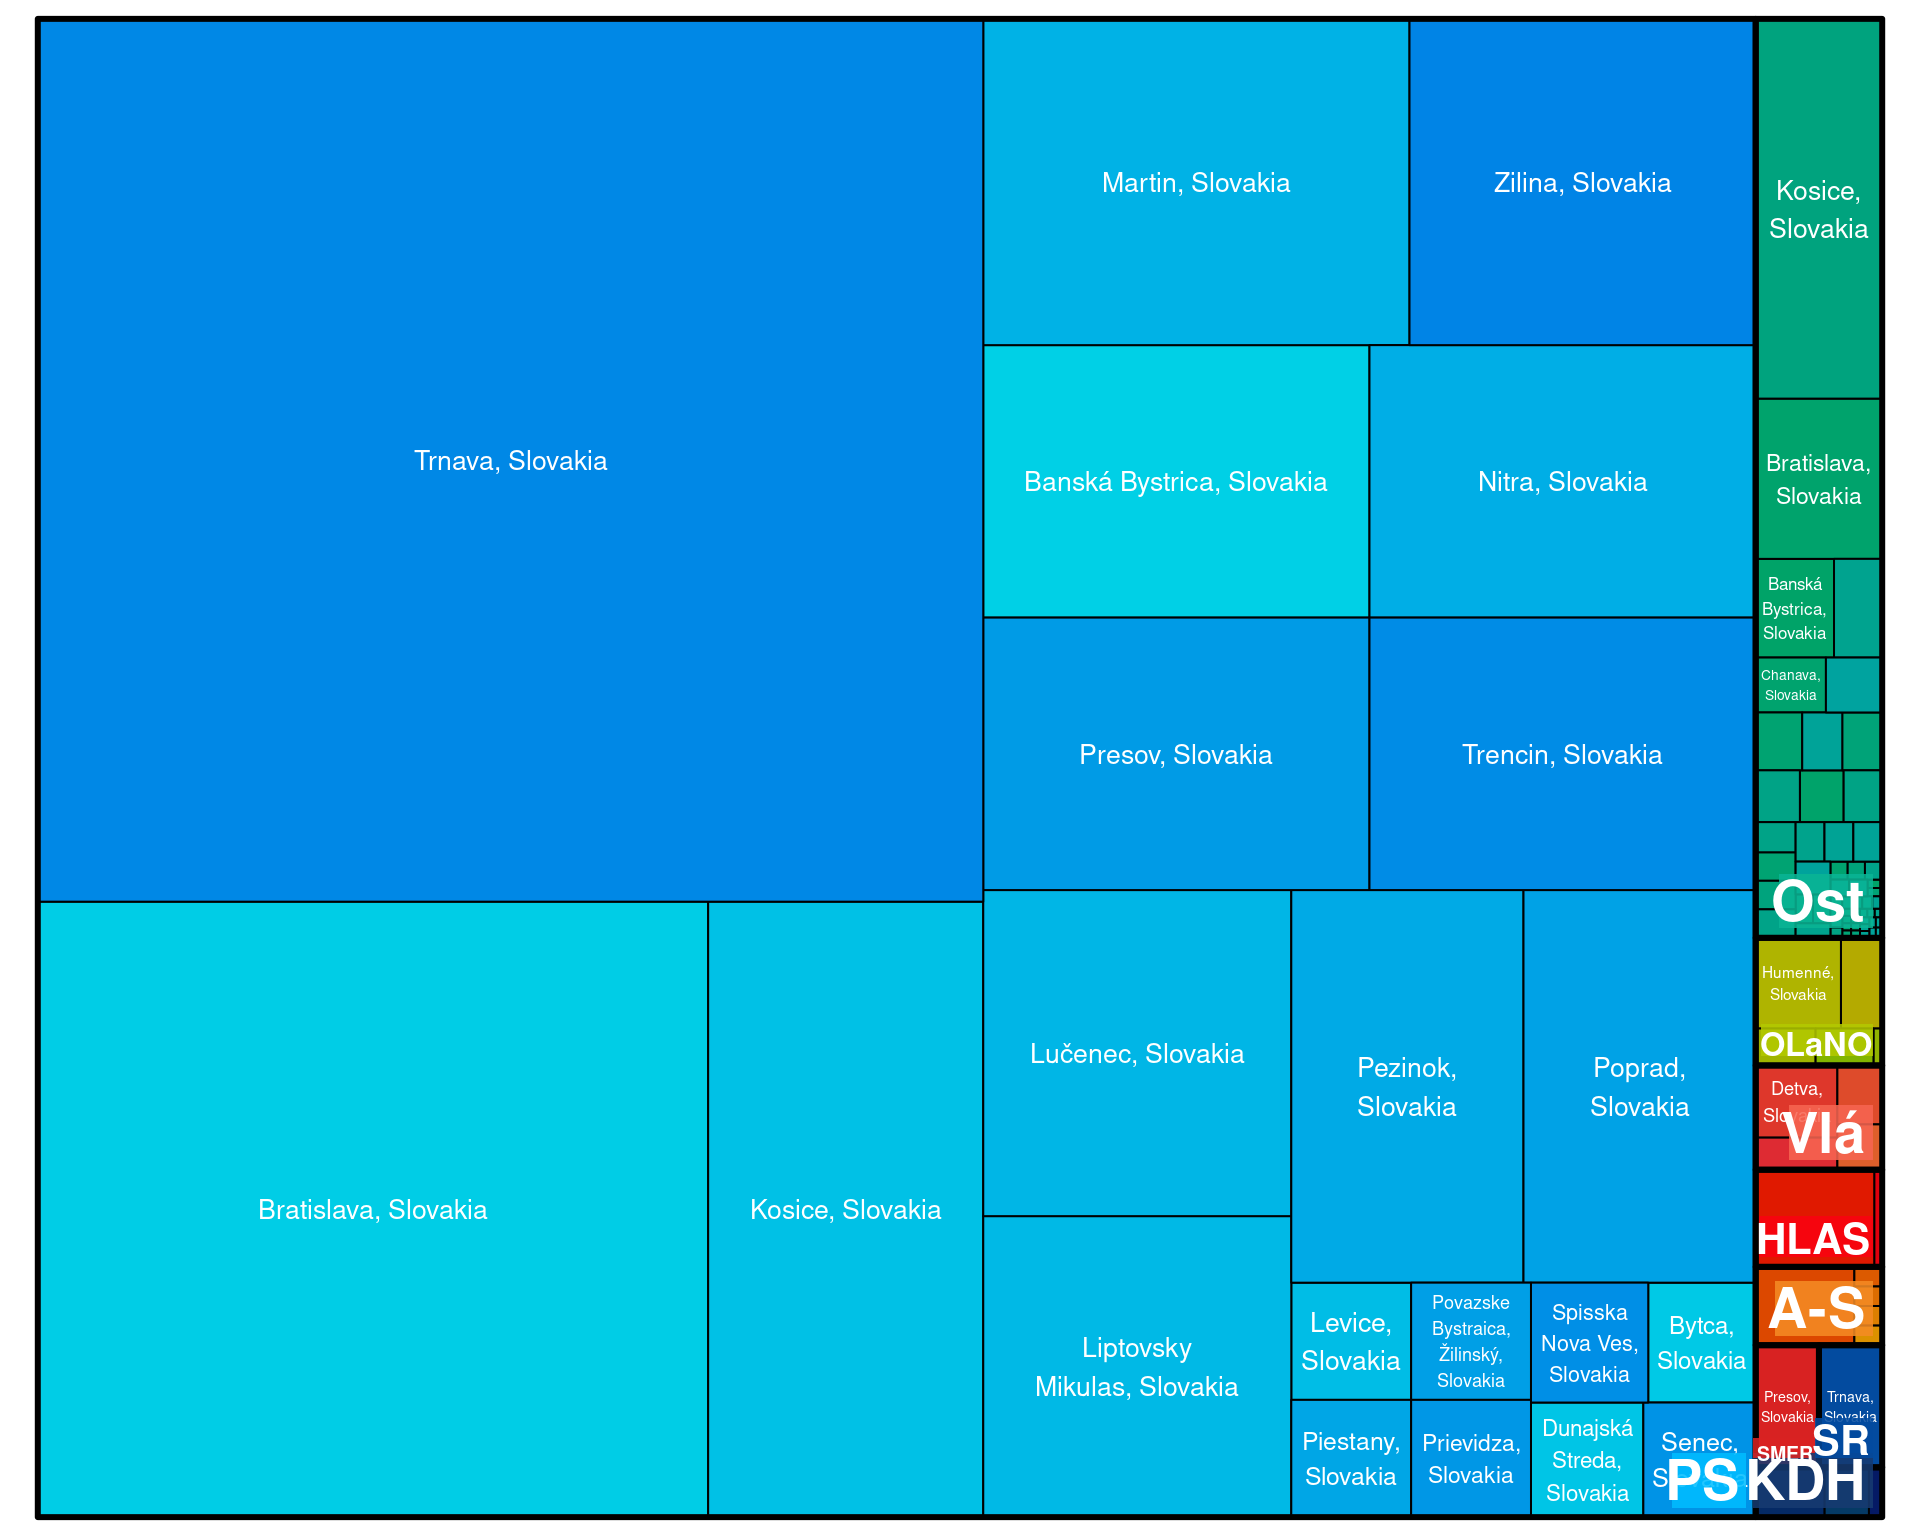 Trnava, Slovakia
Martin, Slovakia
Zilina, Slovakia
Banská Bystrica, Slovakia
Nitra, Slovakia
Presov, Slovakia
Trencin, Slovakia
Bratislava, Slovakia
Kosice, Slovakia
Lučenec, Slovakia
Liptovsky
Mikulas, Slovakia
Pezinok,
Slovakia
Poprad,
Slovakia
Levice,
Slovakia
Povazske
Bystraica,
Žilinský,
Slovakia
Spisska
Nova Ves,
Slovakia
Bytca,
Slovakia
Piestany,
Slovakia
Prievidza,
Slovakia
Dunajská
Streda,
Slovakia
Senec,
PS
Kosice,
Slovakia
Bratislava,
Slovakia
Banská
Bystrica,
Slovakia
Chanava,
Slovakia
Ost
Humenné,
Slovakia
OLaNO
Detva,
Vlá
HLAS
A-S
Presov,
Slovakia
SMER
Trnava,
Slovakia
SR
KDH